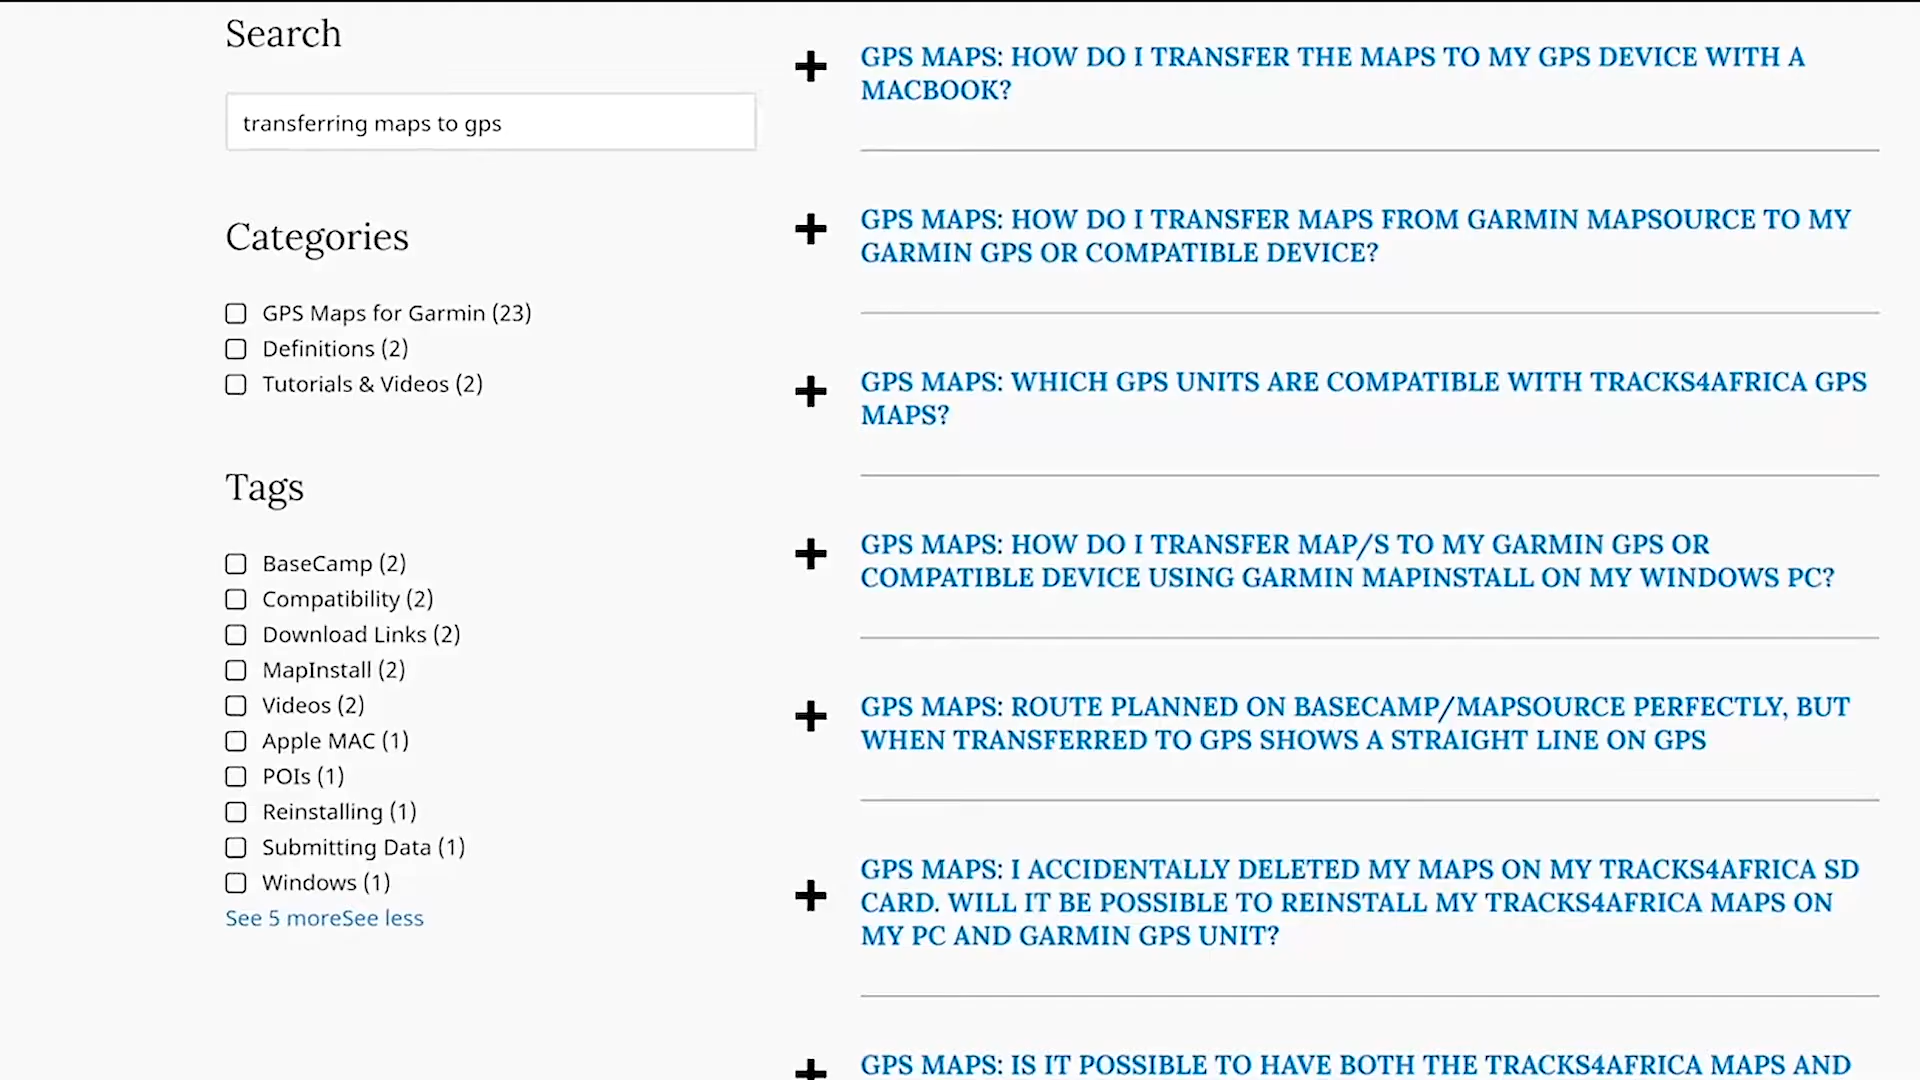 Search
transferring maps to gps
Categories
GPS Maps for Garmin (23)
Definitions (2)
Tutorials & Videos (2)
Tags
BaseCamp (2)
Compatibility (2)
Download Links (2)
MapInstall (2)
Videos (2)
Apple MAC (1)
POIs (1)
Reinstalling (1)
Submitting Data (1)
Windows (1)
See 5 moreSee less
GPS MAPS: HOW DO I TRANSFER THE MAPS TO MY GPS DEVICE WITH A
MACBOOK?
GPS MAPS: HOW DO I TRANSFER MAPS FROM GARMIN MAPSOURCE TO MY
GARMIN GPS OR COMPATIBLE DEVICE?
GPS MAPS: WHICH GPS UNITS ARE COMPATIBLE WITH TRACKS4AFRICA GPS
MAPS?
GPS MAPS: HOW DO I TRANSFER MAP/S TO MY GARMIN GPS OR
COMPATIBLE DEVICE USING GARMIN MAPINSTALL ON MY WINDOWS PC?
GPS MAPS: ROUTE PLANNED ON BASECAMP/MAPSOURCE PERFECTLY, BUT
WHEN TRANSFERRED TO GPS SHOWS A STRAIGHT LINE ON GPS
GPS MAPS: I ACCIDENTALLY DELETED MY MAPS ON MY TRACKS4AFRICA SD
CARD. WILL IT BE POSSIBLE TO REINSTALL MY TRACKS4AFRICA MAPS ON
MY PC AND GARMIN GPS UNIT?
GPS MAPS: IS IT POSSIBLE TO HAVE BOTH THE TRACKS4AFRICA MAPS AND